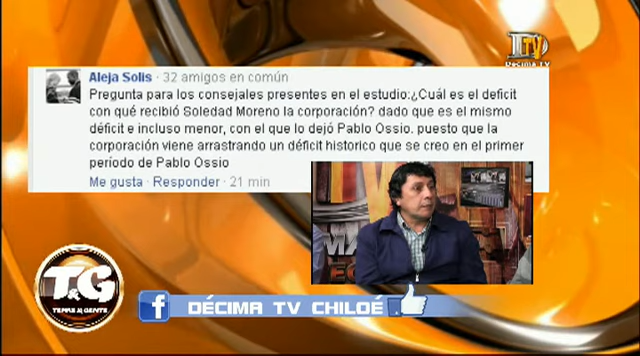 DTV
Décima TV
Aleja Solis · 32 amigos en común
Pregunta para los consejales presentes en el estudio:¿Cuál es el deficit
con qué recibió Soledad Moreno la corporación? dado que es el mismo
déficit e incluso menor, con el que lo dejó Pablo Ossio. puesto que la
corporación viene arrastrando un déficit historico que se creo en el primer
período de Pablo Ossio
Me gusta · Responder · 21 min
T&G
TEMAS & GENTE
f DÉCIMA TV CHILOÉ